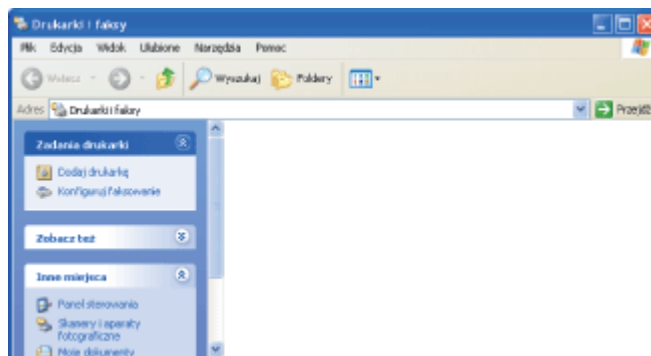 Drukarki i faksy
Plik Edycja Widok Ulubione Narzędzia Pomoc
Wstecz Wyszukaj Foldery
Adres Drukarki i faksy Przejdź
Zadania drukarki
Dodaj drukarkę
Konfiguruj faksowanie
Zobacz też
Inne miejsca
Panel sterowania
Skanery i aparaty
fotograficzne
Moje dokumenty